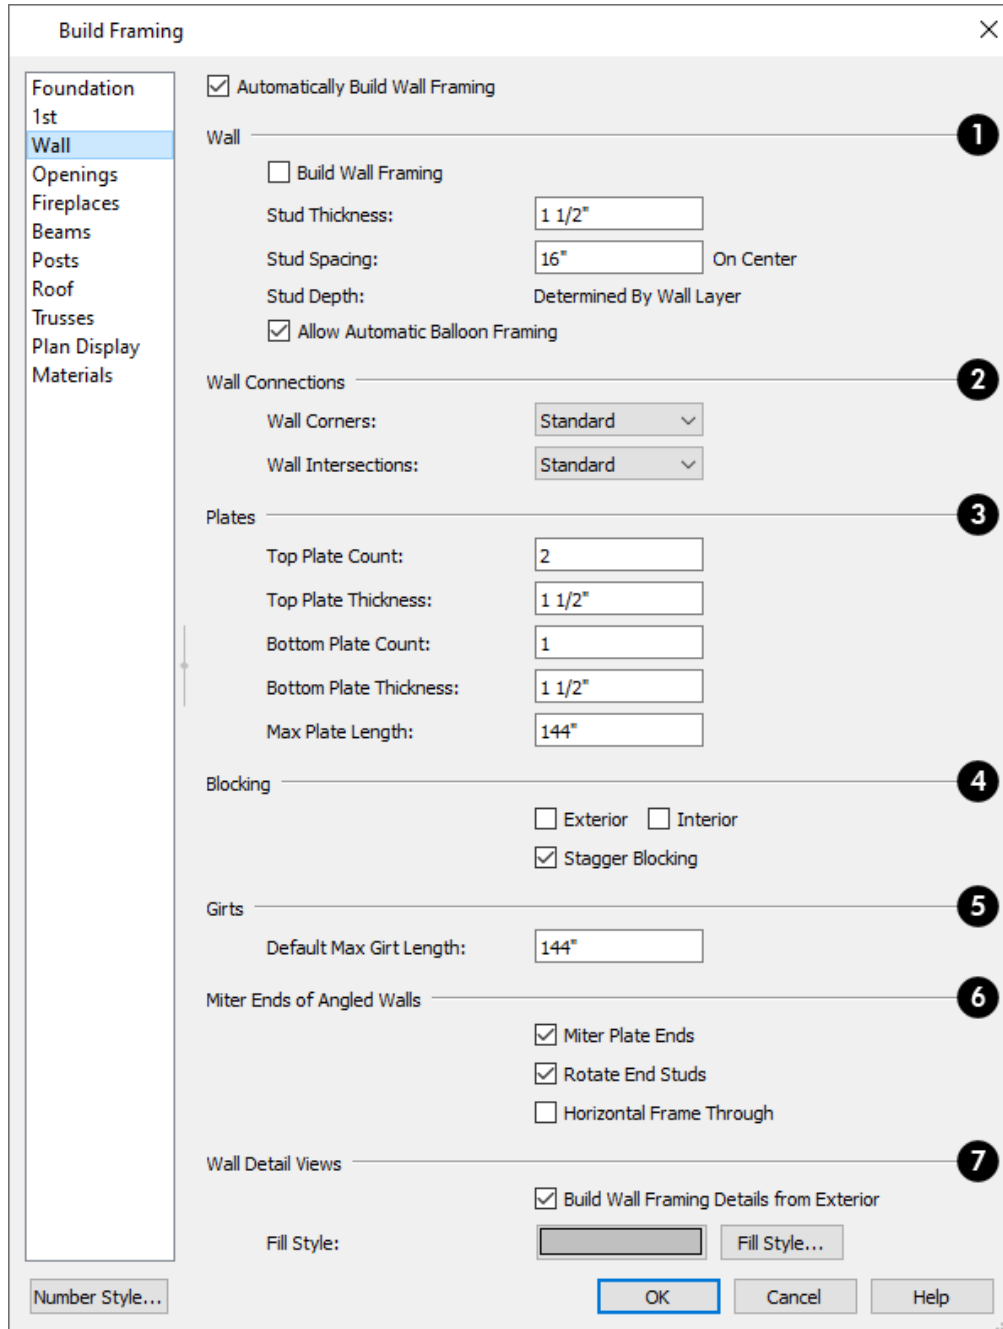 Build Framing
Foundation
1st
Wall
Openings
Fireplaces
Beams
Posts
Roof
Trusses
Plan Display
Materials
Automatically Build Wall Framing
Wall 1
Build Wall Framing
Stud Thickness: 1 1/2"
Stud Spacing: 16" On Center
Stud Depth: Determined By Wall Layer
Allow Automatic Balloon Framing
Wall Connections 2
Wall Corners: Standard
Wall Intersections: Standard
Plates 3
Top Plate Count: 2
Top Plate Thickness: 1 1/2"
Bottom Plate Count: 1
Bottom Plate Thickness: 1 1/2"
Max Plate Length: 144"
Blocking 4
Exterior Interior
Stagger Blocking
Girts 5
Default Max Girt Length: 144"
Miter Ends of Angled Walls 6
Miter Plate Ends
Rotate End Studs
Horizontal Frame Through
Wall Detail Views 7
Build Wall Framing Details from Exterior
Fill Style: Fill Style...
Number Style... OK Cancel Help